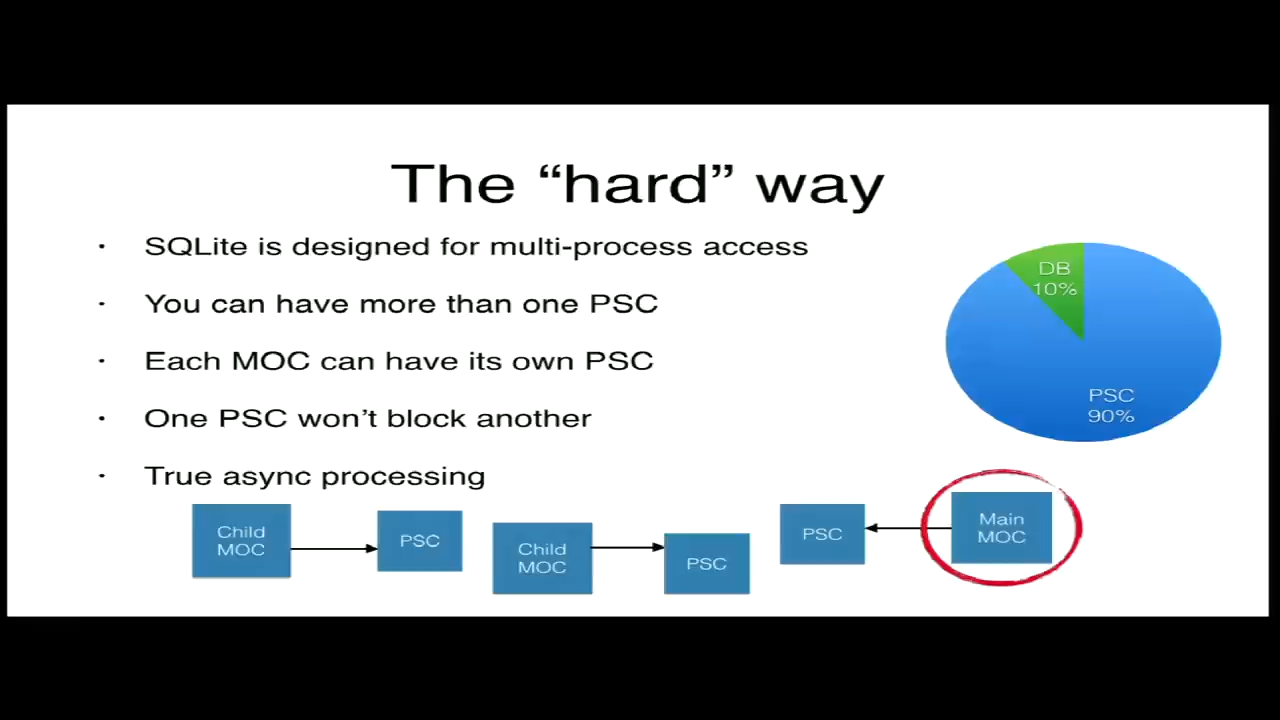 The “hard” way
· SQLite is designed for multi-process access
· You can have more than one PSC
· Each MOC can have its own PSC
· One PSC won’t block another
· True async processing
DB
10%
PSC
90%
Child
MOC
PSC
Child
MOC
PSC
PSC
Main
MOC